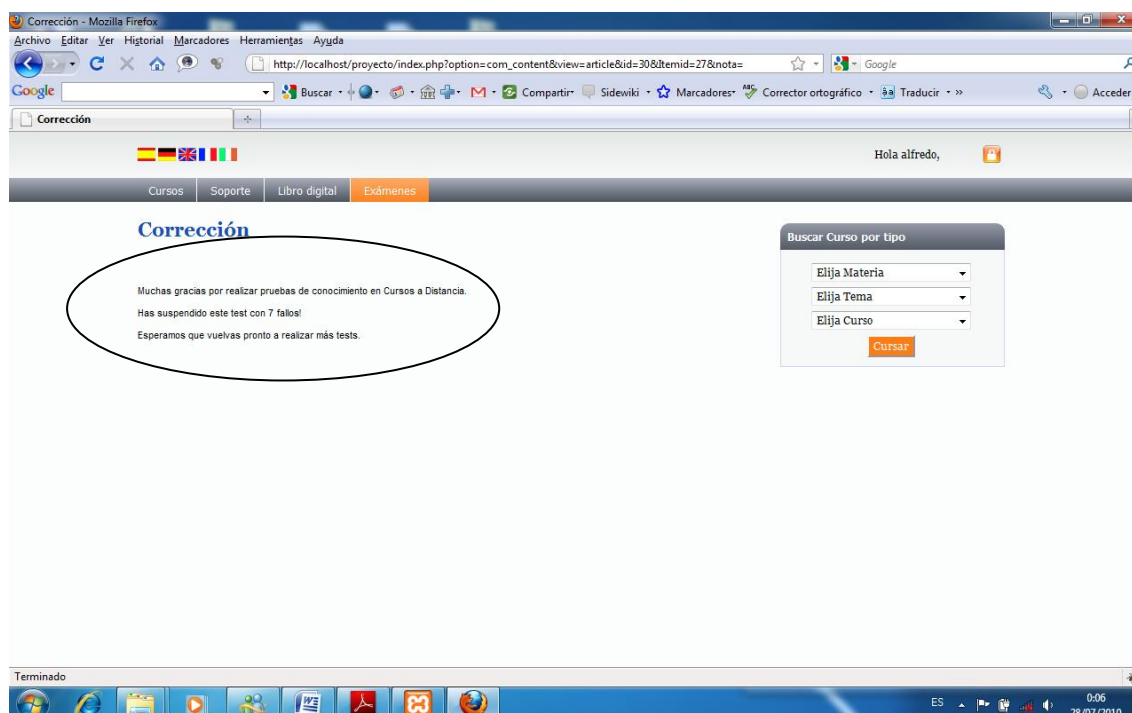 Corrección - Mozilla Firefox
Archivo Editar Ver Historial Marcadores Herramientas Ayuda
http://localhost/proyecto/index.php?option=com_content&view=article&id=30&Itemid=27&nota= Google
Google Buscar Compartir Sidewiki Marcadores Corrector ortográfico Traducir » Acceder
Corrección
Hola alfredo,
Cursos Soporte Libro digital Exámenes
Corrección
Muchas gracias por realizar pruebas de conocimiento en Cursos a Distancia.
Has suspendido este test con 7 fallos!
Esperamos que vuelvas pronto a realizar más tests.
Buscar Curso por tipo
Elija Materia
Elija Tema
Elija Curso
Cursar
Terminado
ES 0:06
28/07/2010